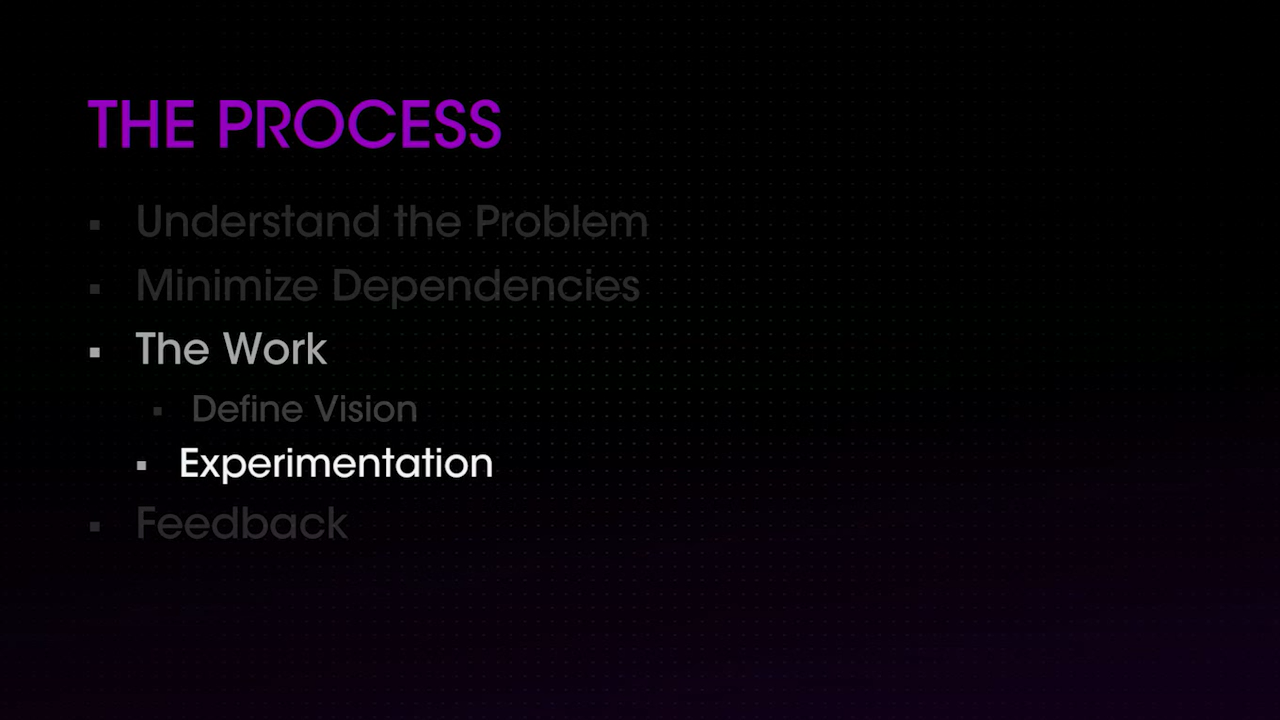 THE PROCESS
Understand the Problem
Minimize Dependencies
The Work
Define Vision
Experimentation
Feedback